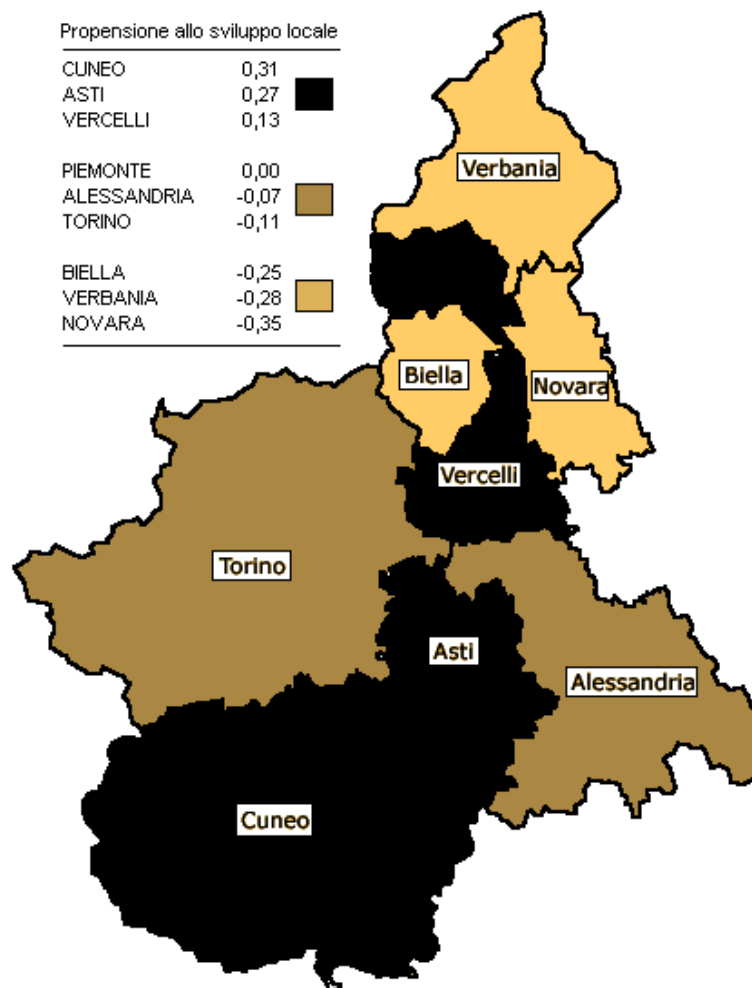 Propensione allo sviluppo locale
CUNEO 0,31
ASTI 0,27
VERCELLI 0,13
PIEMONTE 0,00
ALESSANDRIA -0,07
TORINO -0,11
BIELLA -0,25
VERBANIA -0,28
NOVARA -0,35
Verbania
Biella
Novara
Vercelli
Torino
Asti
Alessandria
Cuneo